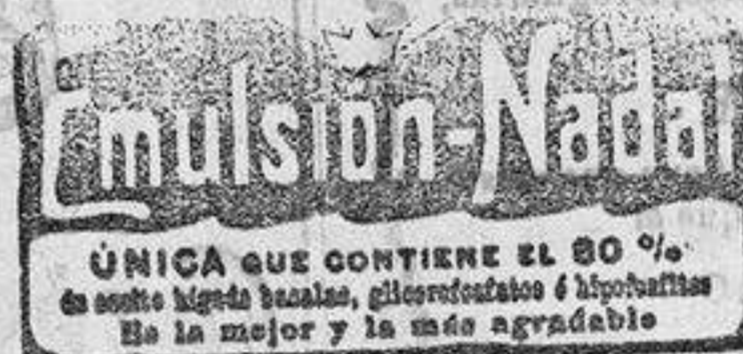 Emulsión-Nadal
ÚNICA QUE CONTIENE EL 80 %
de aceite hígado bacalao, glicerofosfatos é hipofosfitos
Es la mejor y la más agradable